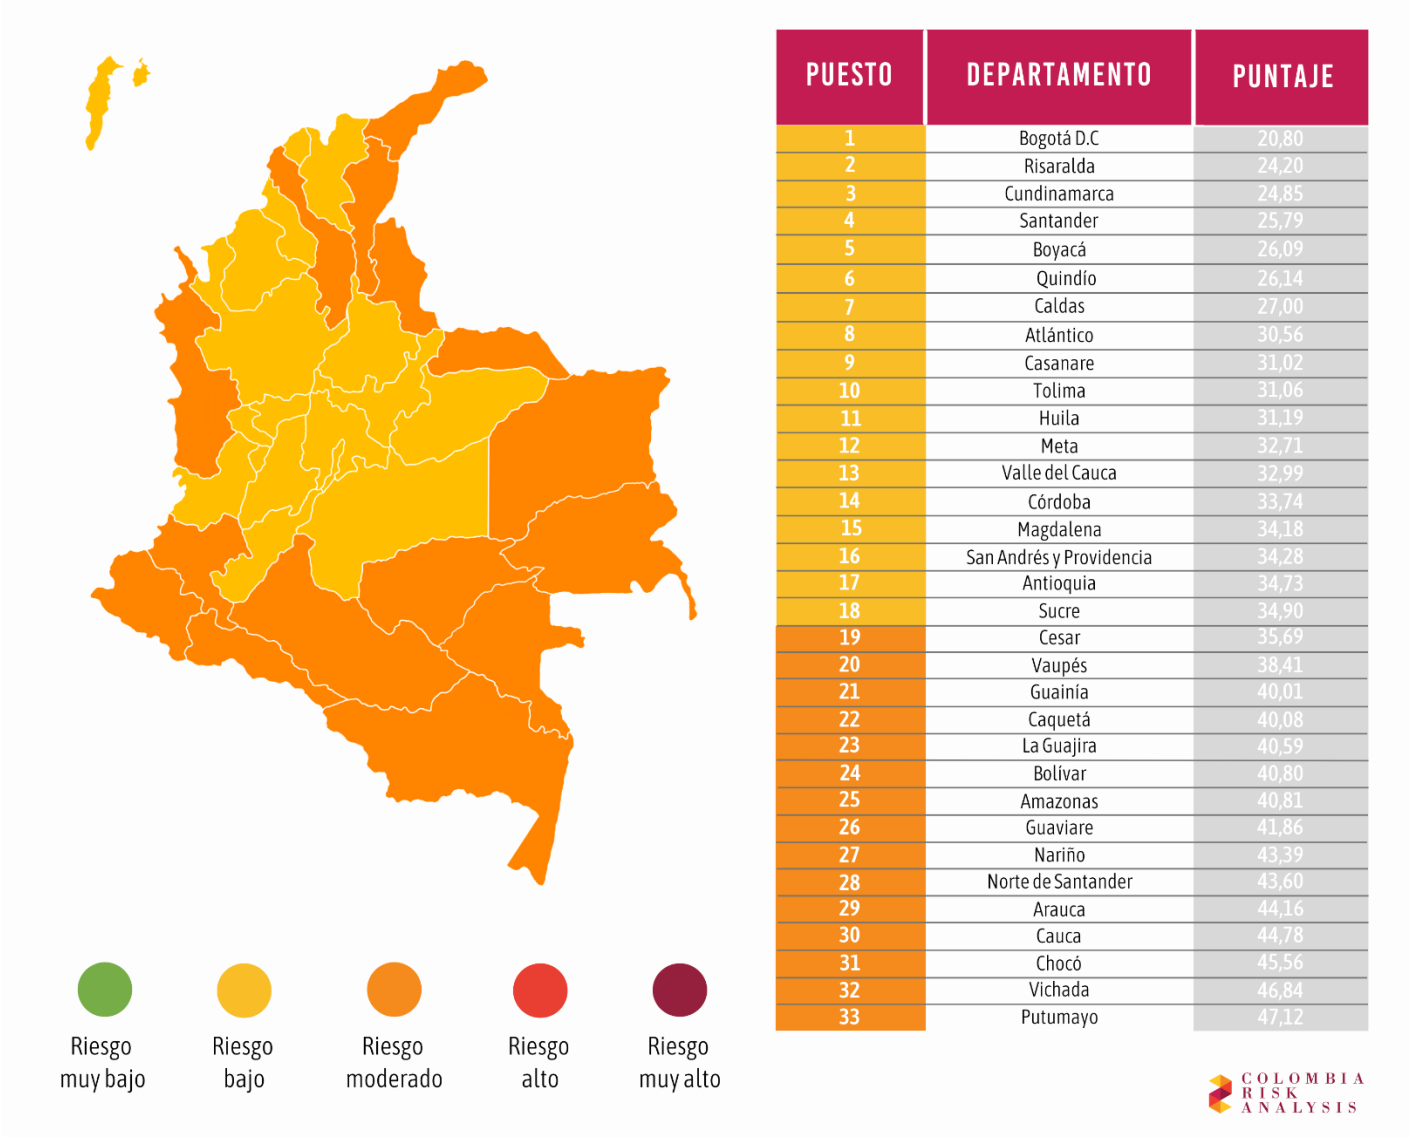 PUESTO DEPARTAMENTO PUNTAJE
1 Bogotá D.C 20,80
2 Risaralda 24,20
3 Cundinamarca 24,85
4 Santander 25,79
5 Boyacá 26,09
6 Quindío 26,14
7 Caldas 27,00
8 Atlántico 30,56
9 Casanare 31,02
10 Tolima 31,06
11 Huila 31,19
12 Meta 32,71
13 Valle del Cauca 32,99
14 Córdoba 33,74
15 Magdalena 34,18
16 San Andrés y Providencia 34,28
17 Antioquia 34,73
18 Sucre 34,90
19 Cesar 35,69
20 Vaupés 38,41
21 Guainía 40,01
22 Caquetá 40,08
23 La Guajira 40,59
24 Bolívar 40,80
25 Amazonas 40,81
26 Guaviare 41,86
27 Nariño 43,39
28 Norte de Santander 43,60
29 Arauca 44,16
30 Cauca 44,78
31 Chocó 45,56
32 Vichada 46,84
33 Putumayo 47,12
Riesgo
muy bajo
Riesgo
bajo
Riesgo
moderado
Riesgo
alto
Riesgo
muy alto
COLOMBIA
RISK
ANALYSIS